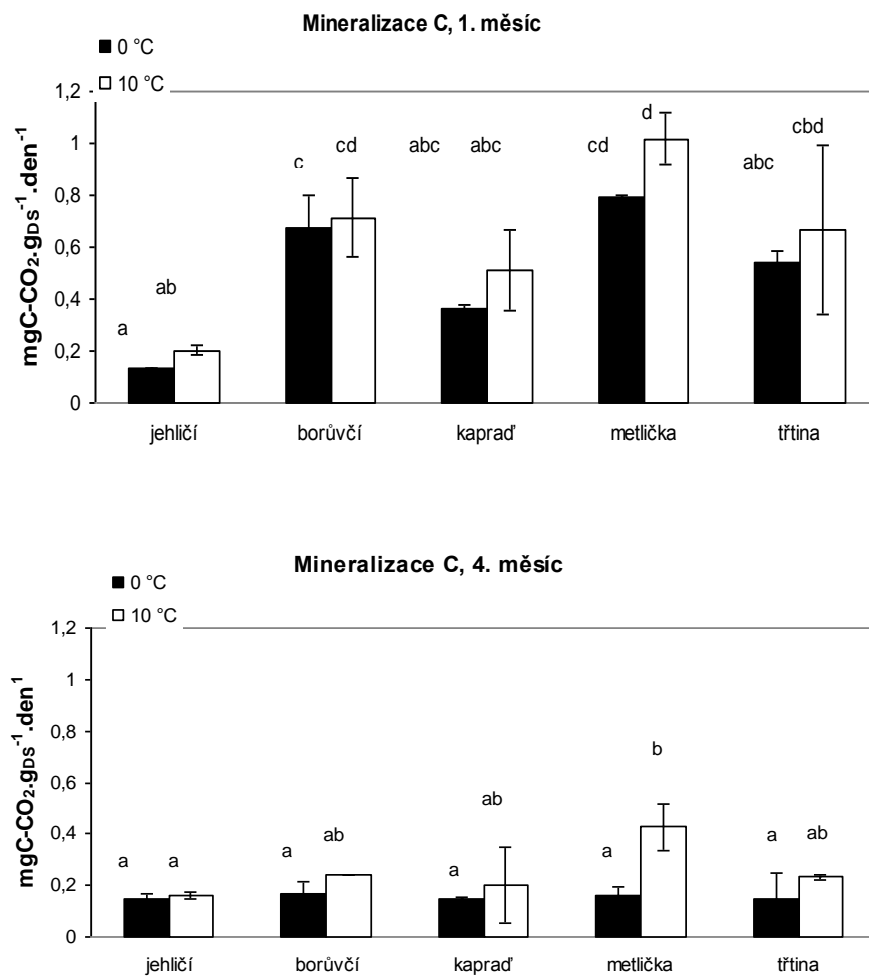 Mineralizace C, 1. měsíc
0 °C
10 °C
mgC-CO2.gDS-1.den-1
1,2
1
0,8
0,6
0,4
0,2
0
a ab c cd abc abc cd d abc cbd
jehličí borůvčí kapraď metlička třtina
Mineralizace C, 4. měsíc
0 °C
10 °C
mgC-CO2.gDS-1.den1
1,2
1
0,8
0,6
0,4
0,2
0
a a a ab a ab a b a ab
jehličí borůvčí kapraď metlička třtina